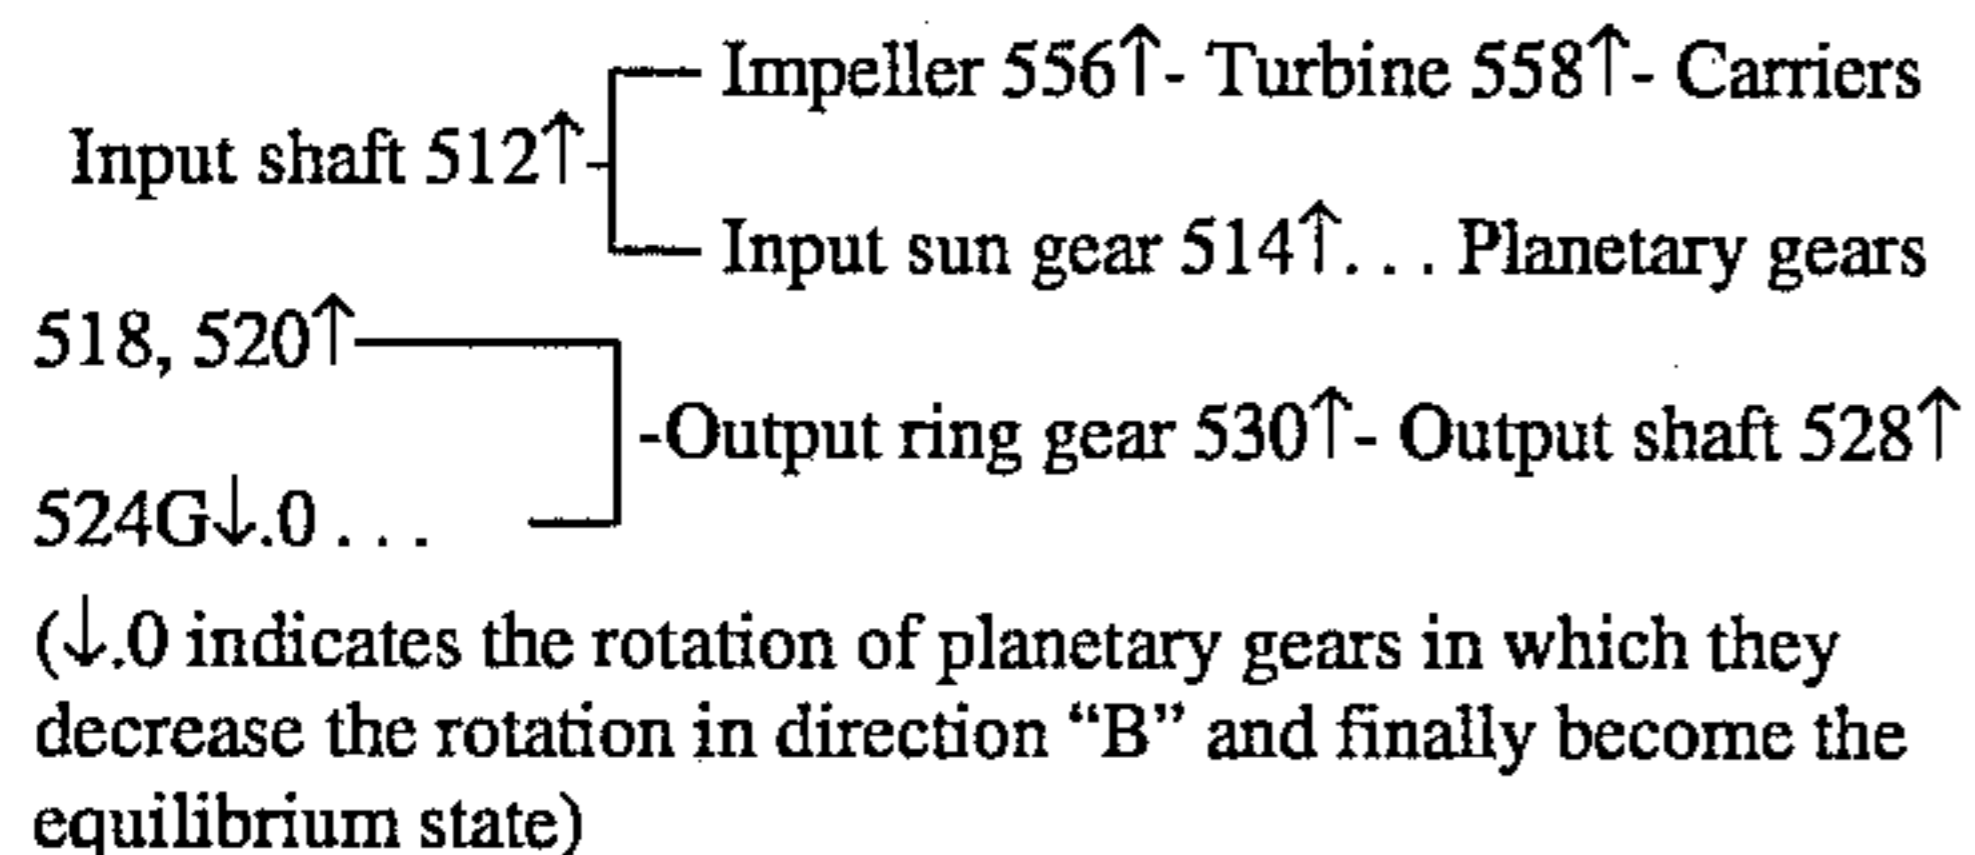 Impeller 556↑- Turbine 558↑- Carriers
Input shaft 512↑-
Input sun gear 514↑. . . Planetary gears
518, 520↑
-Output ring gear 530↑- Output shaft 528↑
524G↓.0 . . .
(↓.0 indicates the rotation of planetary gears in which they
decrease the rotation in direction “B” and finally become the
equilibrium state)